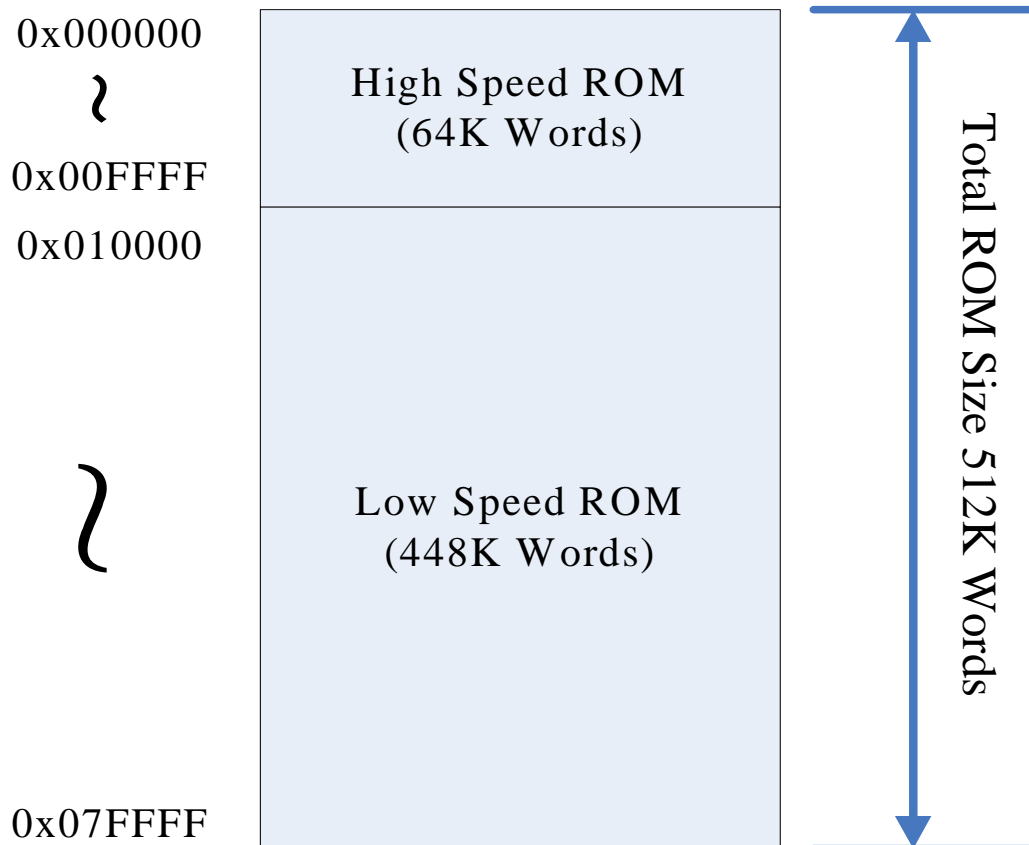 0x000000
~
0x00FFFF
0x010000
~
0x07FFFF
High Speed ROM
(64K Words)
Low Speed ROM
(448K Words)
Total ROM Size 512K Words